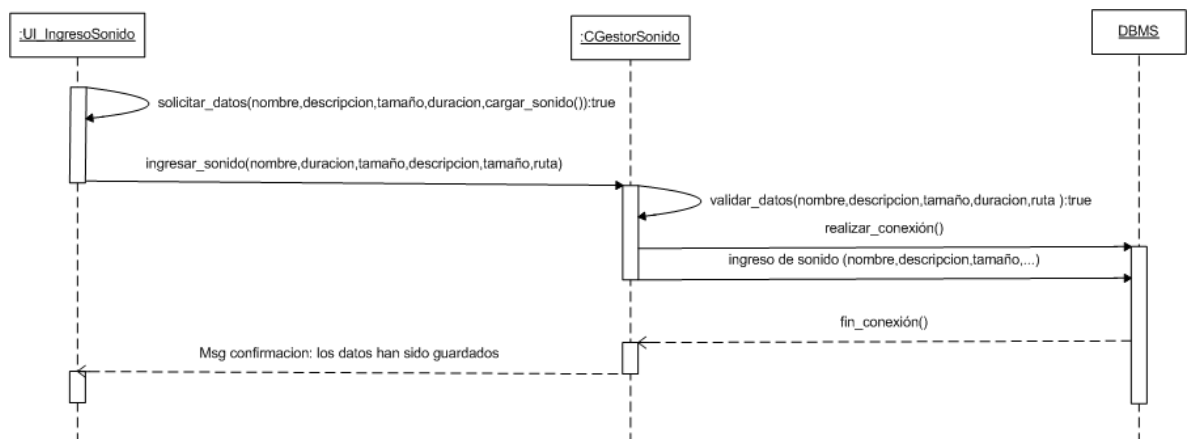 :UI_IngresoSonido
:CGestorSonido
DBMS
solicitar_datos(nombre,descripcion,tamaño,duracion,cargar_sonido()):true
ingresar_sonido(nombre,duracion,tamaño,descripcion,tamaño,ruta)
validar_datos(nombre,descripcion,tamaño,duracion,ruta ):true
realizar_conexión()
ingreso de sonido (nombre,descripcion,tamaño,...)
fin_conexión()
Msg confirmacion: los datos han sido guardados